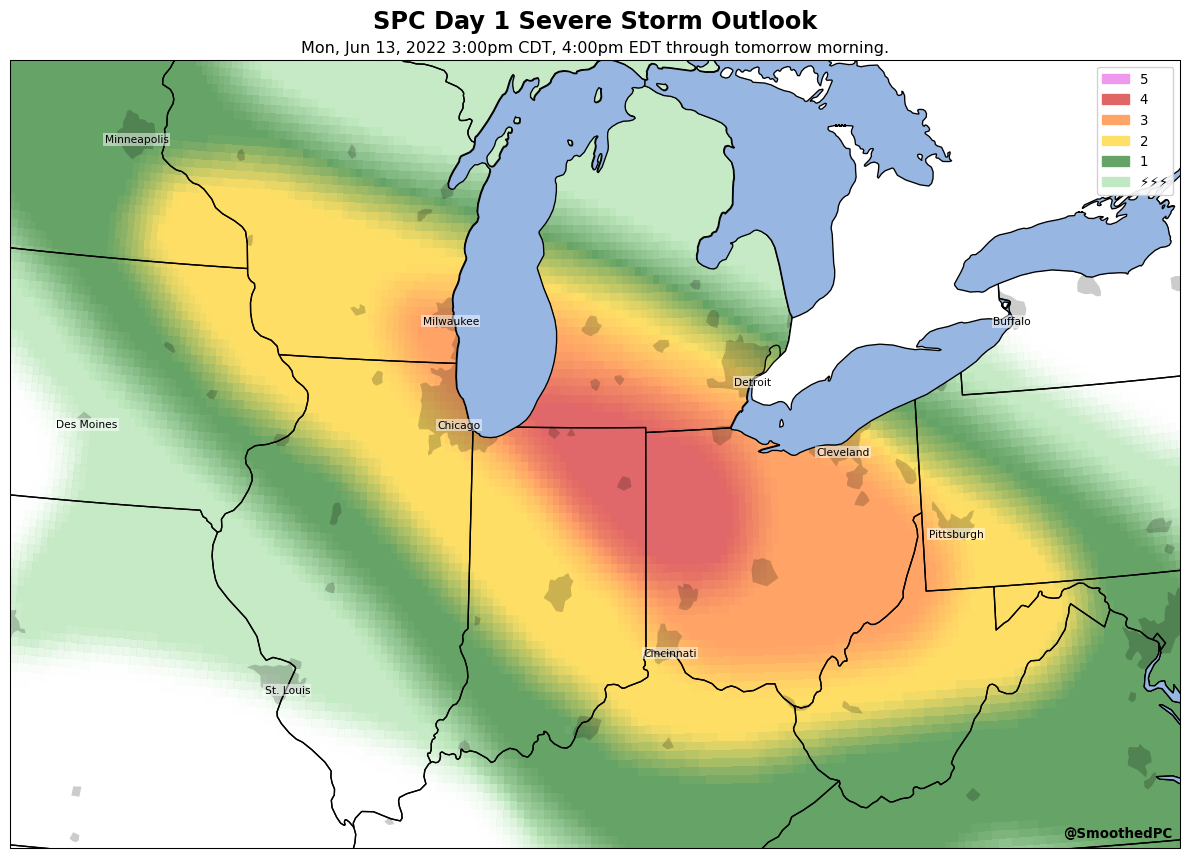 SPC Day 1 Severe Storm Outlook
Mon, Jun 13, 2022 3:00pm CDT, 4:00pm EDT through tomorrow morning.
5
4
3
2
1
⚡⚡⚡
Minneapolis
Milwaukee
Buffalo
Detroit
Des Moines
Chicago
Cleveland
Pittsburgh
Cincinnati
St. Louis
@SmoothedPC